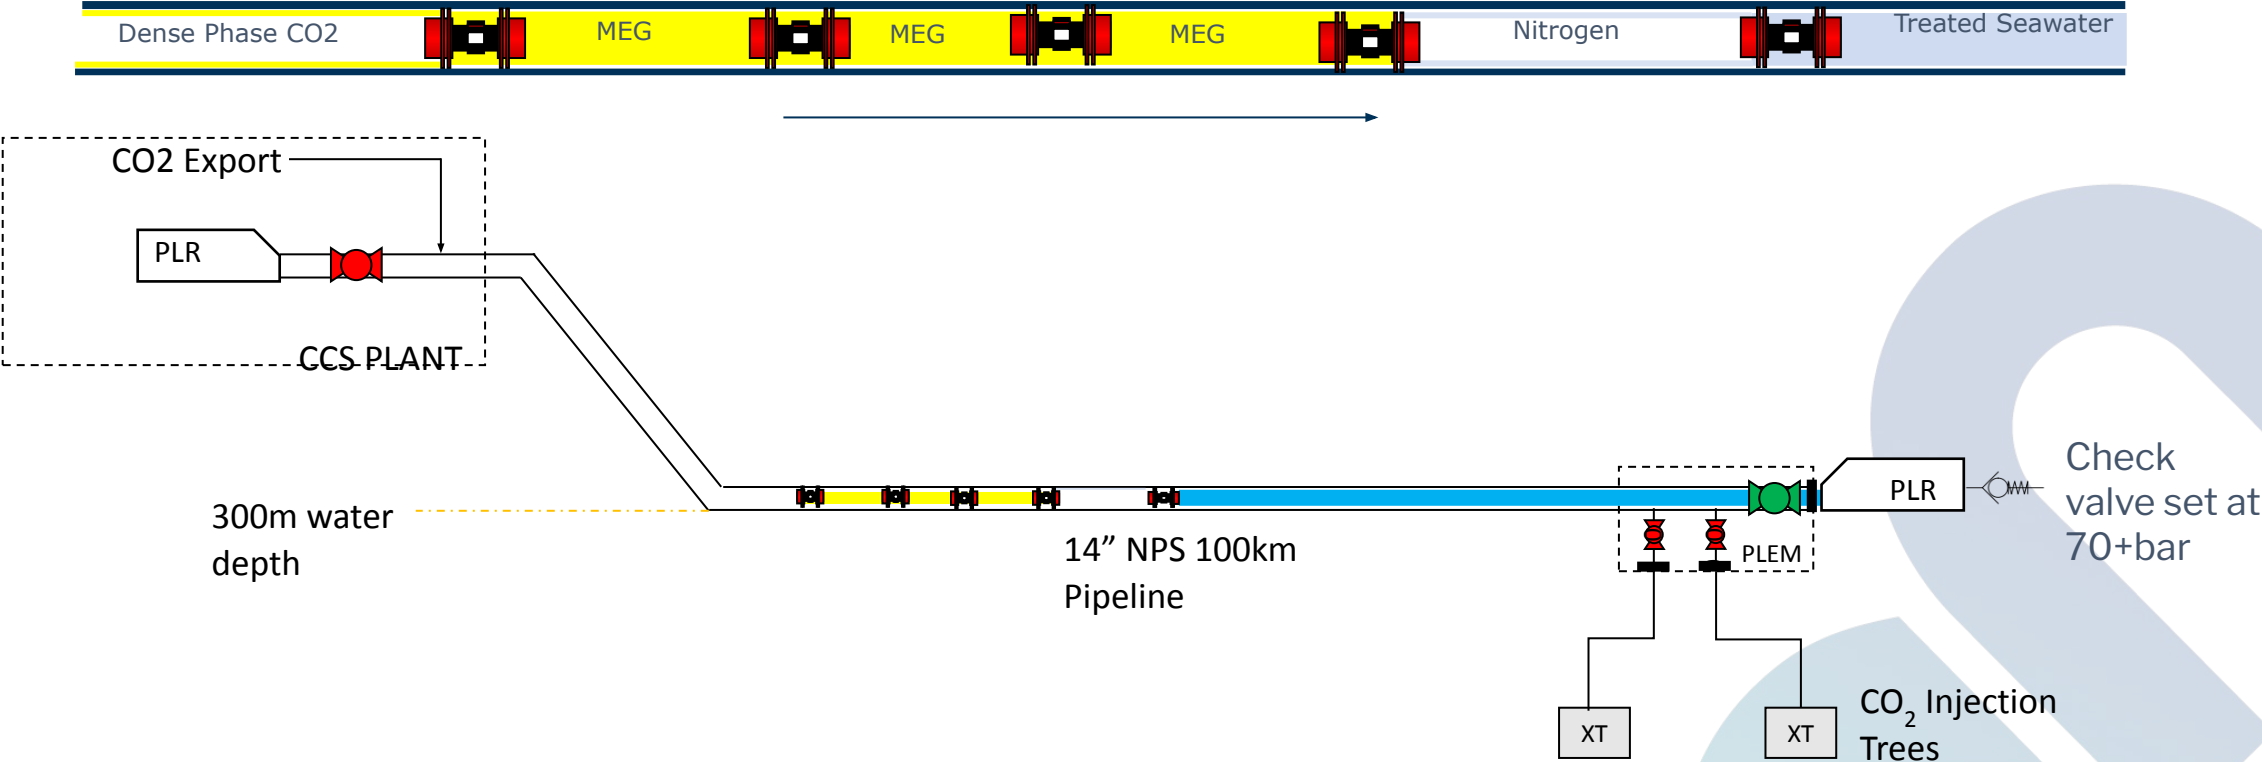 Dense Phase CO2
MEG
MEG
MEG
Nitrogen
Treated Seawater
CO2 Export
PLR
CCS PLANT
300m water
depth
14” NPS 100km
Pipeline
PLEM
PLR
Check
valve set at
70+bar
XT
XT
CO₂ Injection
Trees